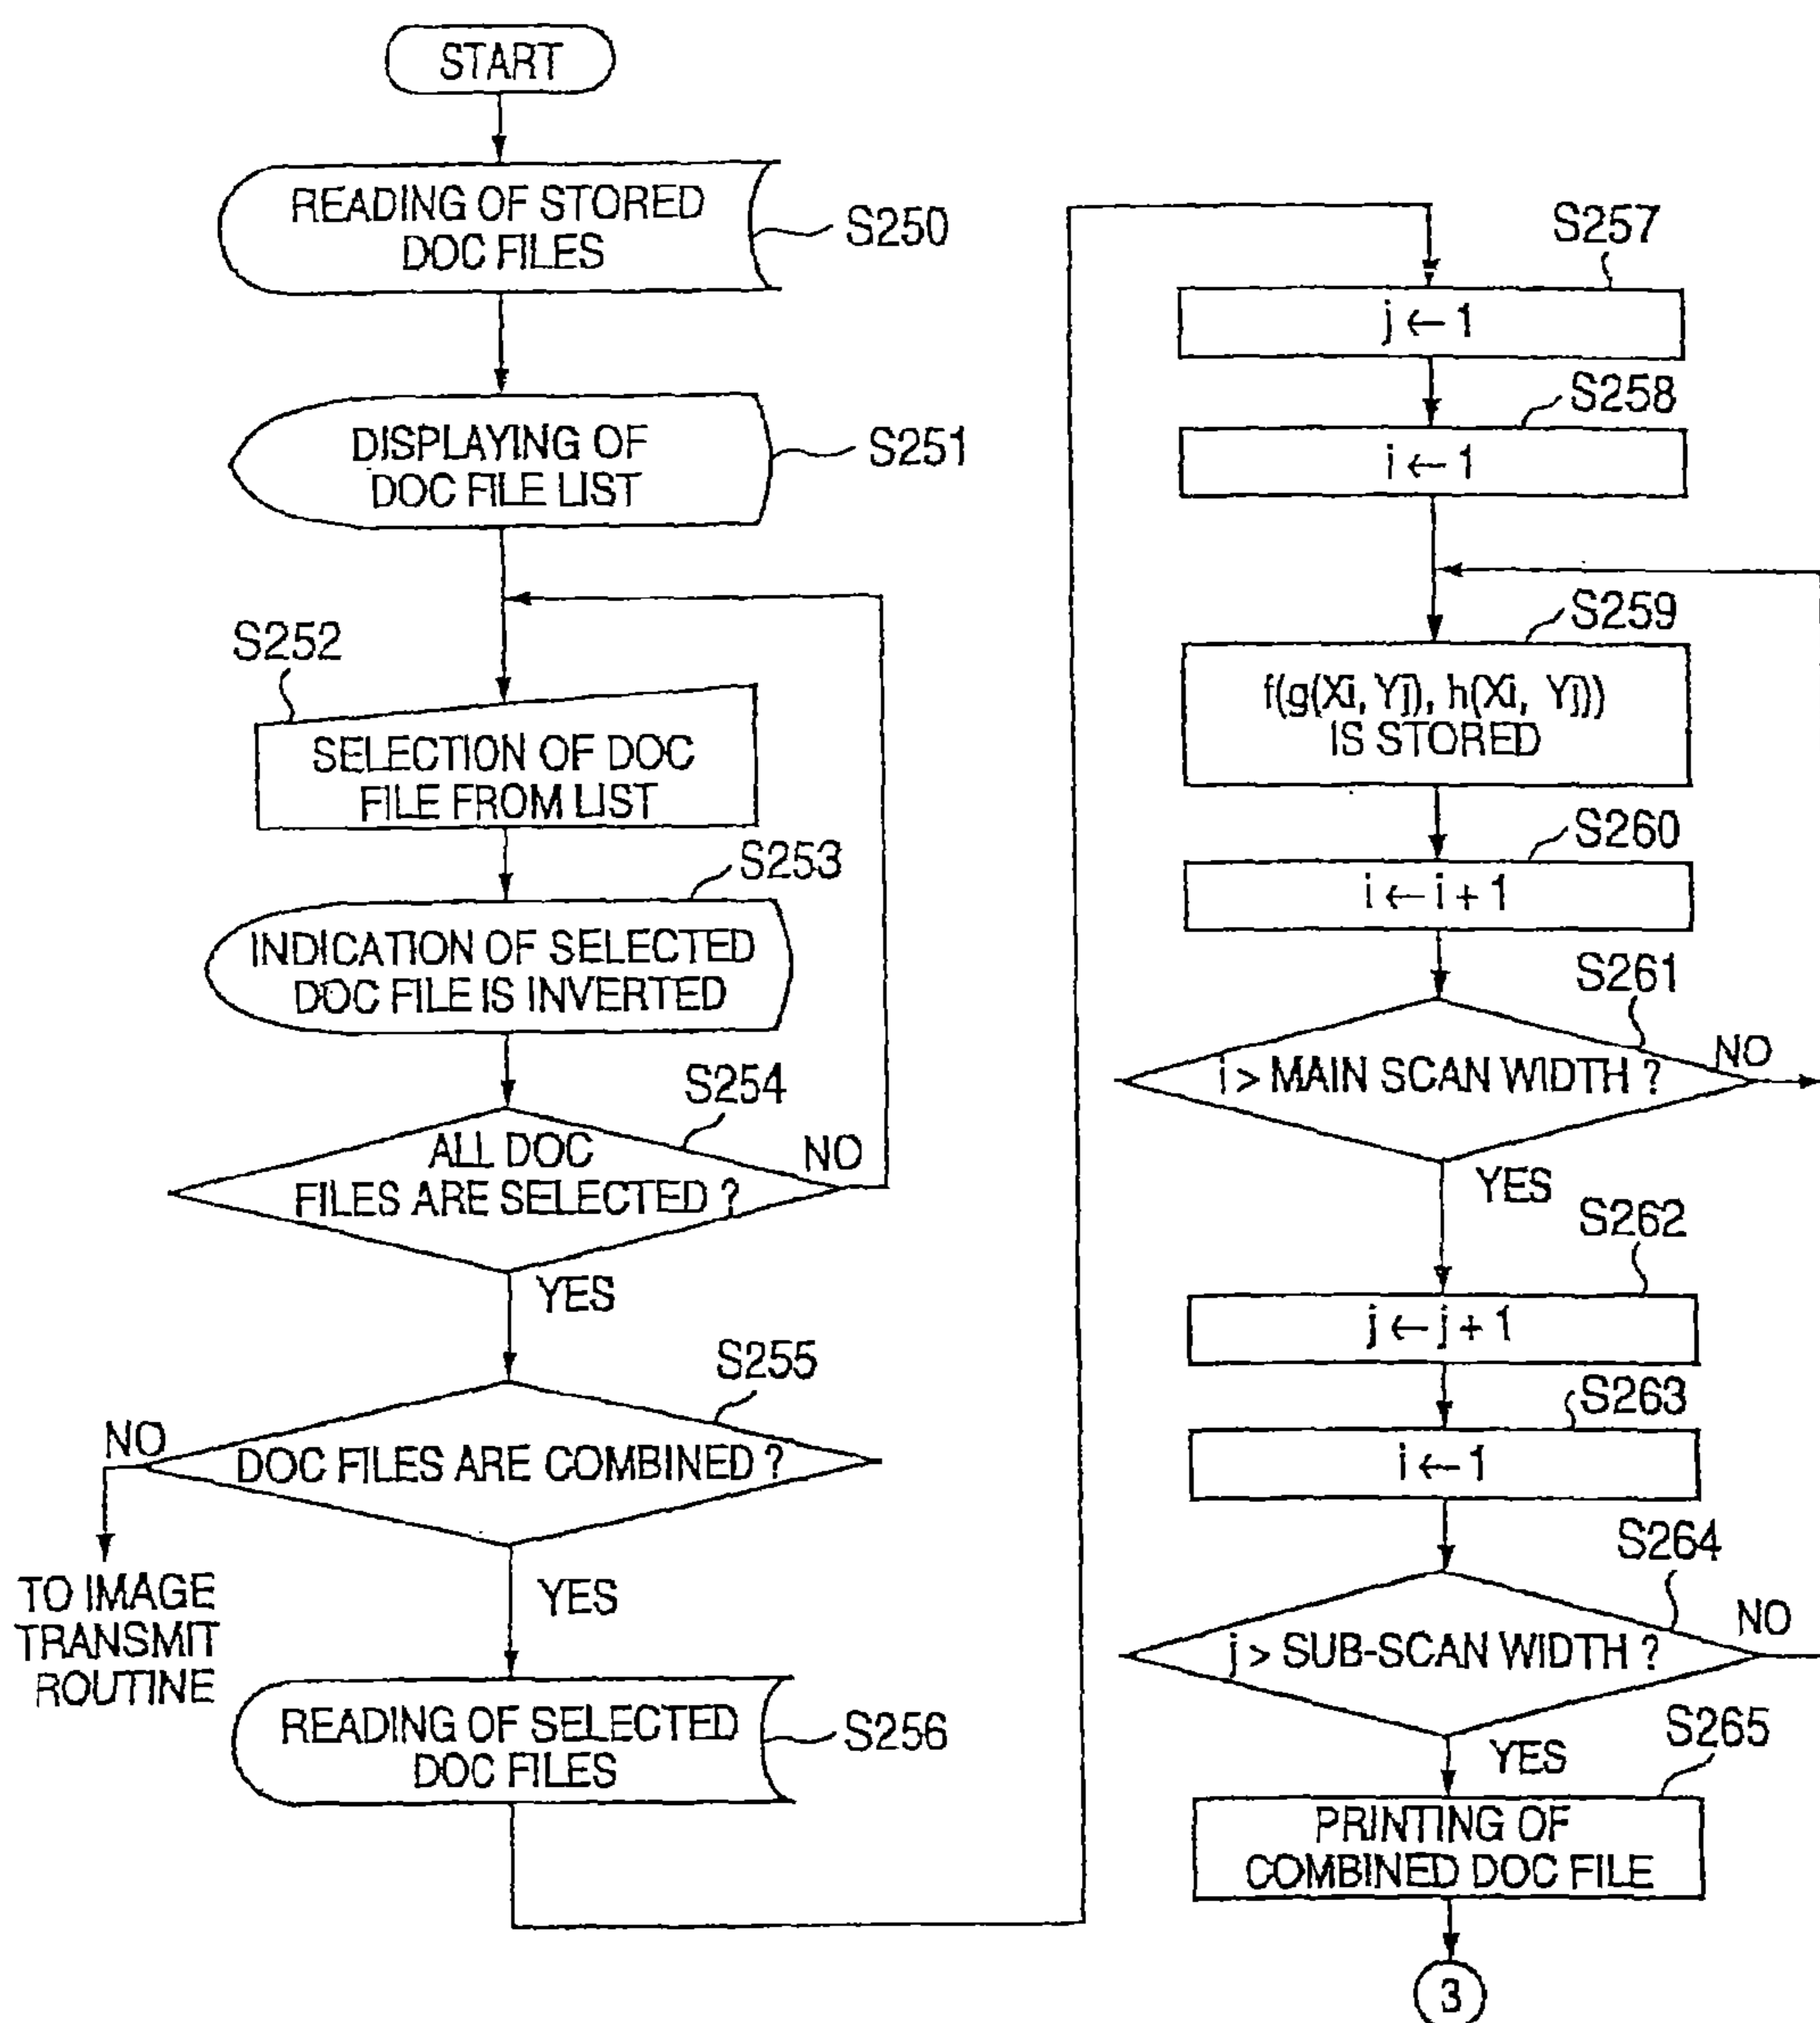 START
READING OF STORED
DOC FILES
S250
DISPLAYING OF
DOC FILE LIST
S251
S252
SELECTION OF DOC
FILE FROM LIST
S253
INDICATION OF SELECTED
DOC FILE IS INVERTED
S254
ALL DOC
FILES ARE SELECTED ?
NO
YES
S255
DOC FILES ARE COMBINED ?
NO
TO IMAGE
TRANSMIT
ROUTINE
YES
READING OF SELECTED
DOC FILES
S256
S257
j ← 1
S258
i ← 1
S259
f(g(Xi, Yj), h(Xi, Yj))
IS STORED
S260
i ← i + 1
S261
i > MAIN SCAN WIDTH ?
NO
YES
S262
j ← j + 1
S263
i ← 1
S264
j > SUB-SCAN WIDTH ?
NO
YES
S265
PRINTING OF
COMBINED DOC FILE
3